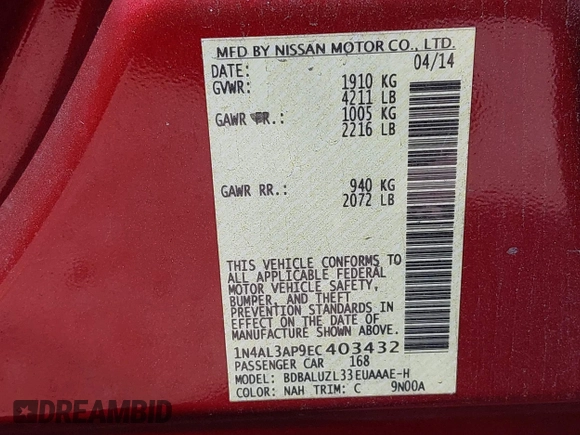 MFD BY NISSAN MOTOR CO., LTD.
DATE: 04/14
GVWR: 1910 KG
4211 LB
GAWR FR.: 1005 KG
2216 LB
GAWR RR.: 940 KG
2072 LB
THIS VEHICLE CONFORMS TO
ALL APPLICABLE FEDERAL
MOTOR VEHICLE SAFETY,
BUMPER, AND THEFT
PREVENTION STANDARDS IN
EFFECT ON THE DATE OF
MANUFACTURE SHOWN ABOVE.
1N4AL3AP9EC403432
PASSENGER CAR 168
MODEL: BDBALUZL33EUAAAE-H
COLOR: NAH TRIM: C 9N00A
DREAMBID